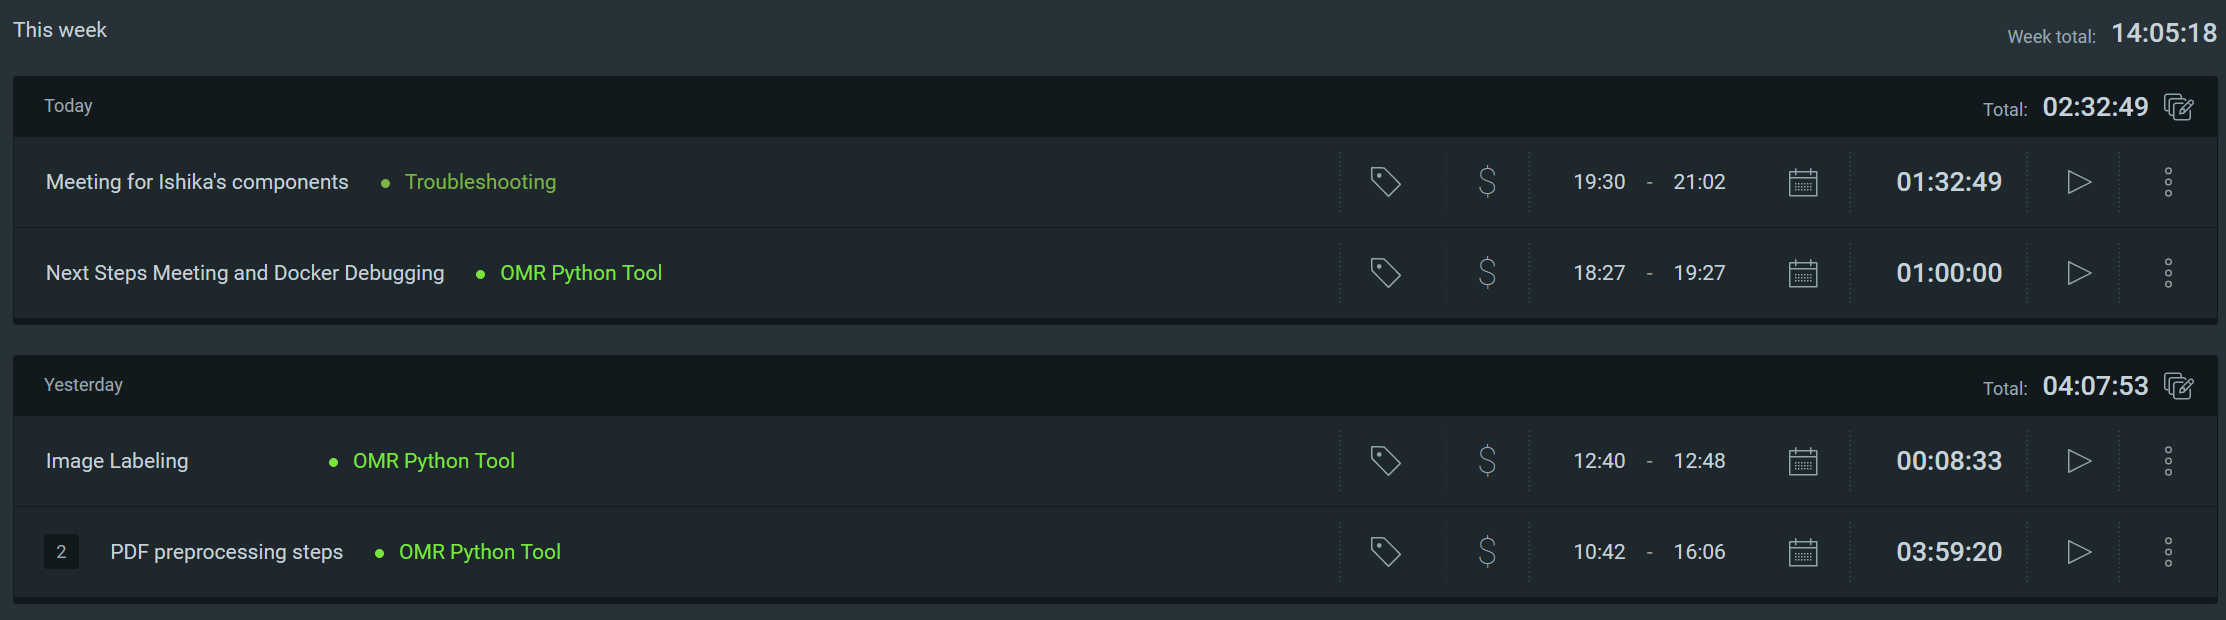 This week Week total: 14:05:18
Today Total: 02:32:49
Meeting for Ishika's components • Troubleshooting $ 19:30 - 21:02 01:32:49
Next Steps Meeting and Docker Debugging • OMR Python Tool $ 18:27 - 19:27 01:00:00
Yesterday Total: 04:07:53
Image Labeling • OMR Python Tool $ 12:40 - 12:48 00:08:33
2 PDF preprocessing steps • OMR Python Tool $ 10:42 - 16:06 03:59:20